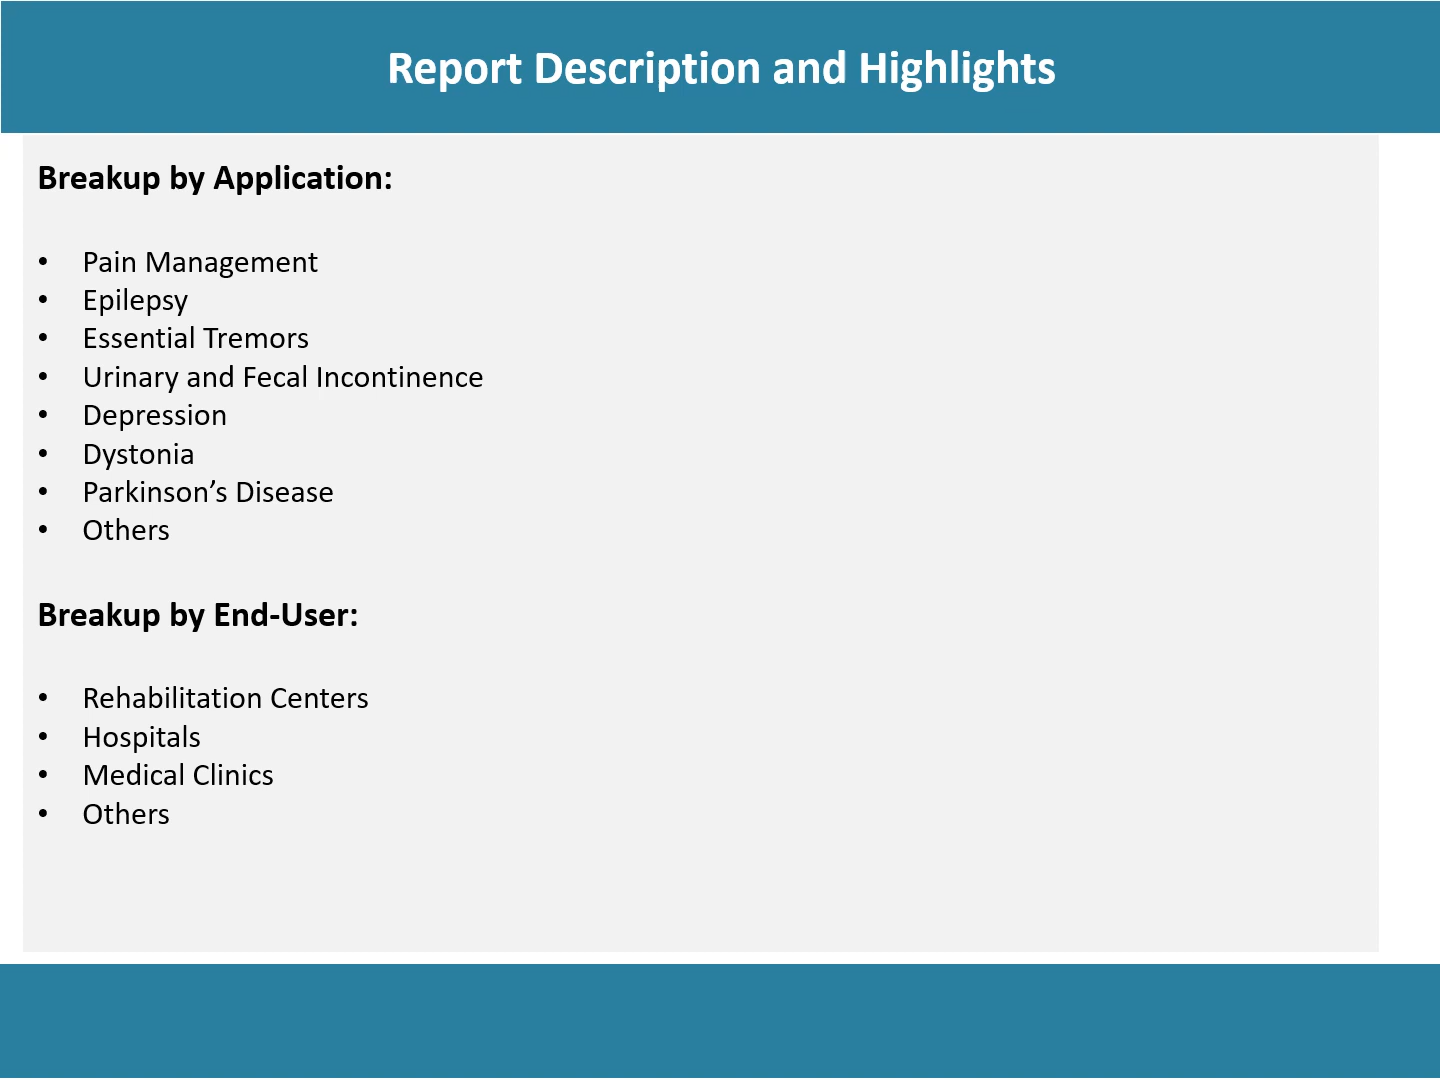 Report Description and Highlights
Breakup by Application:
• Pain Management
• Epilepsy
• Essential Tremors
• Urinary and Fecal Incontinence
• Depression
• Dystonia
• Parkinson’s Disease
• Others
Breakup by End-User:
• Rehabilitation Centers
• Hospitals
• Medical Clinics
• Others